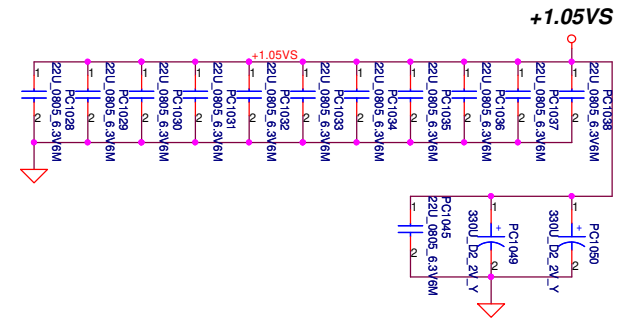 +1.05VS
+1.05VS
1
2
22U_0805_6.3V6M
PC1028
1
2
22U_0805_6.3V6M
PC1029
1
2
22U_0805_6.3V6M
PC1030
1
2
22U_0805_6.3V6M
PC1031
1
2
22U_0805_6.3V6M
PC1032
1
2
22U_0805_6.3V6M
PC1033
1
2
22U_0805_6.3V6M
PC1034
1
2
22U_0805_6.3V6M
PC1035
1
2
22U_0805_6.3V6M
PC1036
1
2
22U_0805_6.3V6M
PC1037
1
2
22U_0805_6.3V6M
PC1038
1
2
PC1045
22U_0805_6.3V6M
1
+
2
PC1049
330U_D2_2V_Y
1
+
2
PC1050
330U_D2_2V_Y